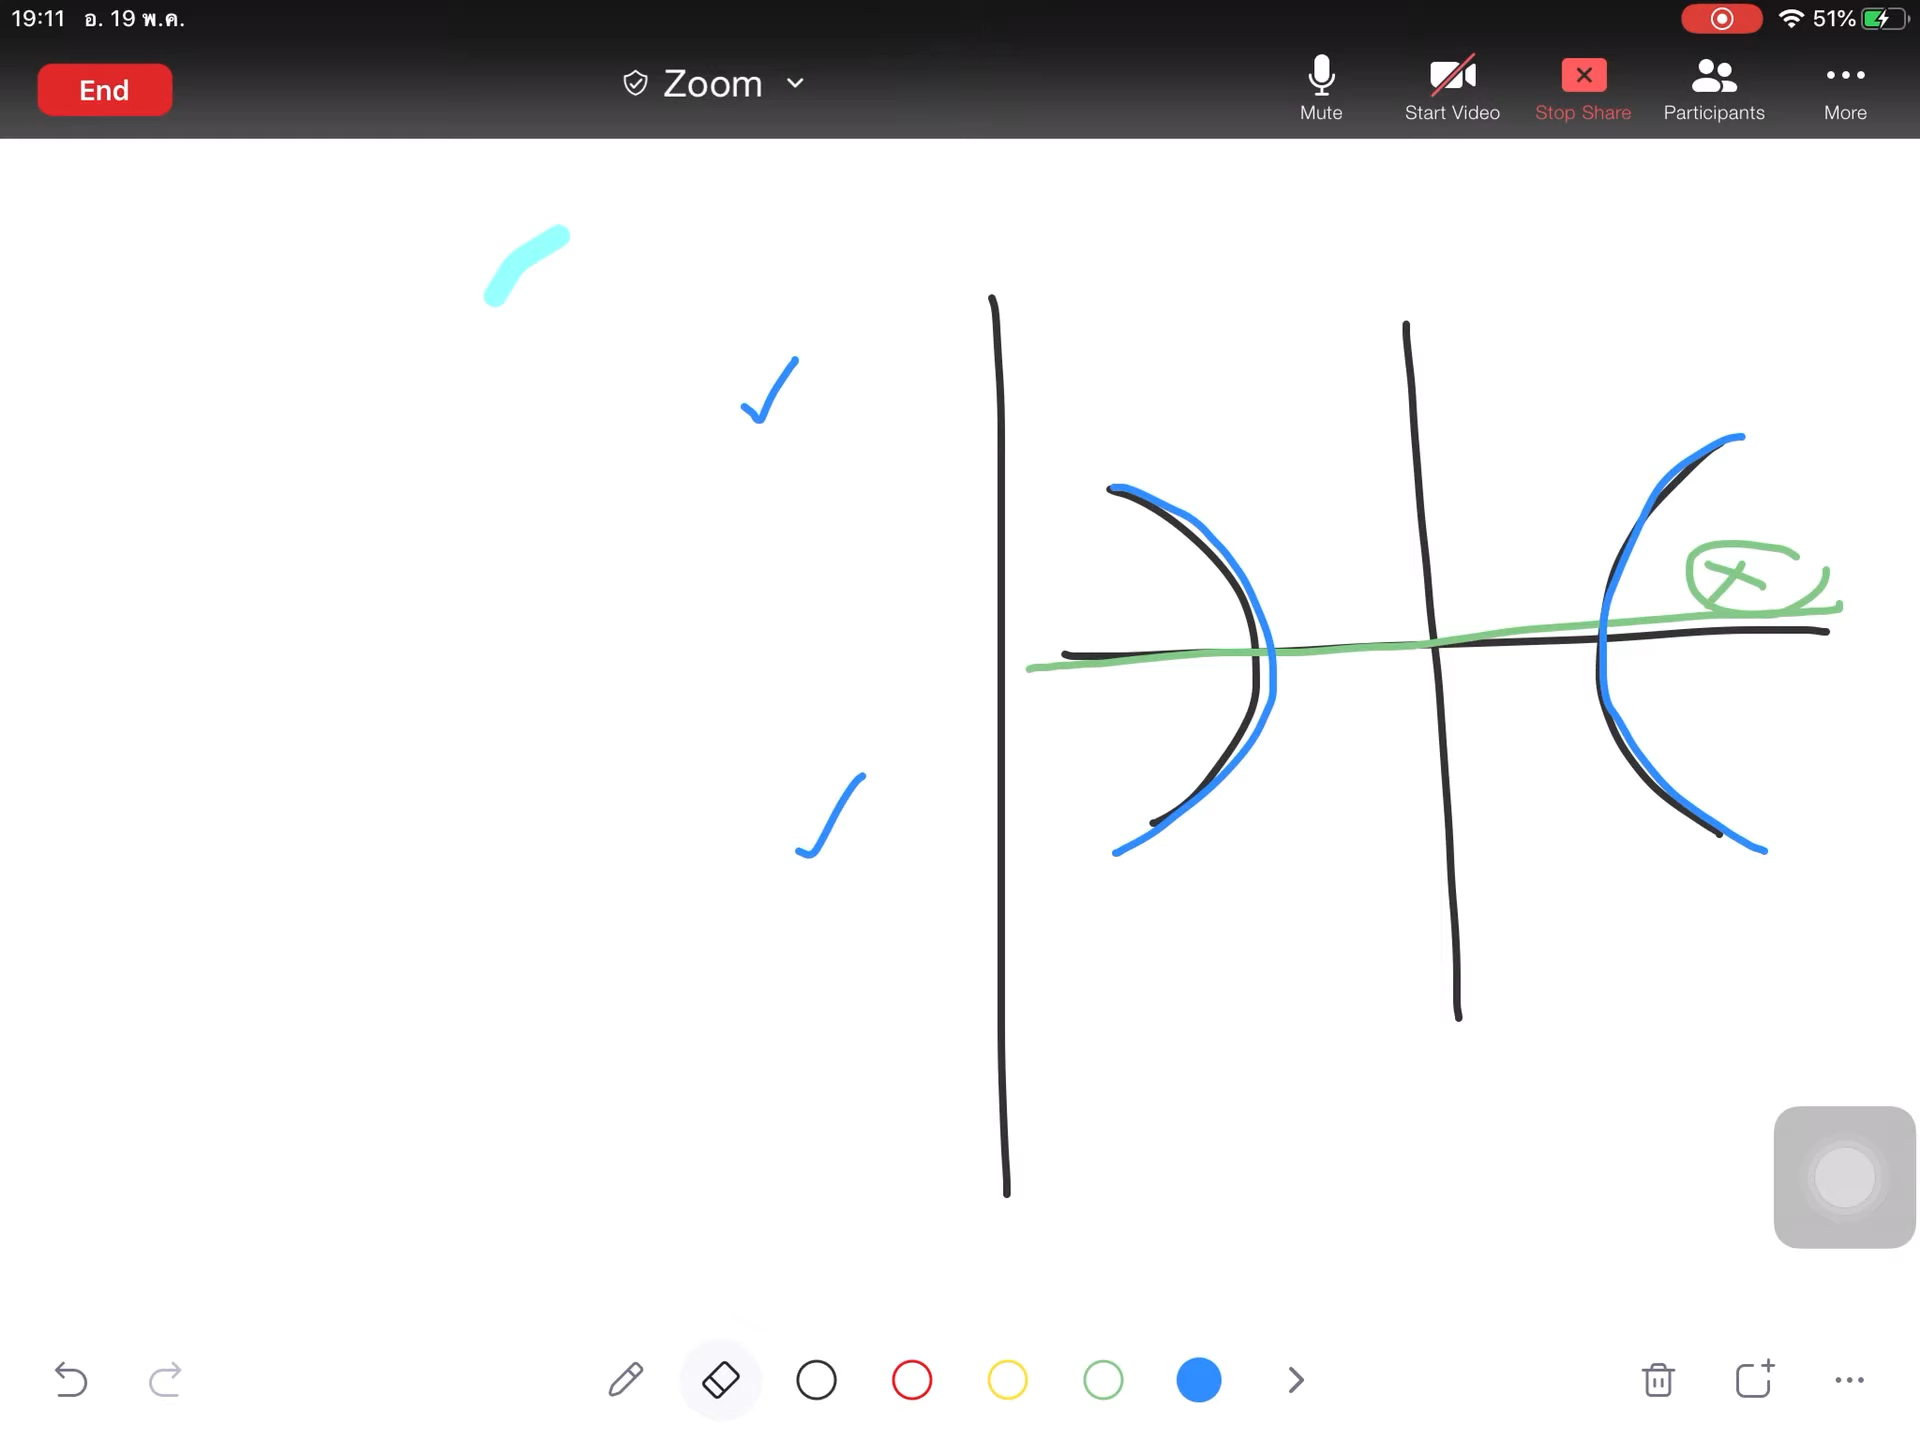 19:11 อ. 19 พ.ค.
51%
End
Zoom
Mute
Start Video
Stop Share
Participants
More
x